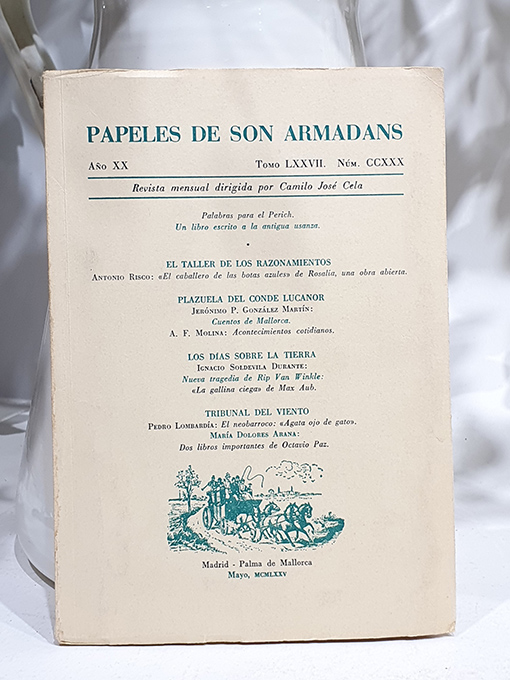 PAPELES DE SON ARMADANS
Año XX Tomo LXXVII. Núm. CCXXX
Revista mensual dirigida por Camilo José Cela
Palabras para el Perich.
Un libro escrito a la antigua usanza.
EL TALLER DE LOS RAZONAMIENTOS
Antonio Risco: «El caballero de las botas azules» de Rosalía, una obra abierta.
PLAZUELA DEL CONDE LUCANOR
Jerónimo P. González Martín:
Cuentos de Mallorca.
A. F. Molina: Acontecimientos cotidianos.
LOS DÍAS SOBRE LA TIERRA
Ignacio Soldevila Durante:
Nueva tragedia de Rip Van Winkle:
«La gallina ciega» de Max Aub.
TRIBUNAL DEL VIENTO
Pedro Lombardía: El neobarroco: «Agata ojo de gato».
María Dolores Arana:
Dos libros importantes de Octavio Paz.
Madrid - Palma de Mallorca
Mayo, MCMLXXV